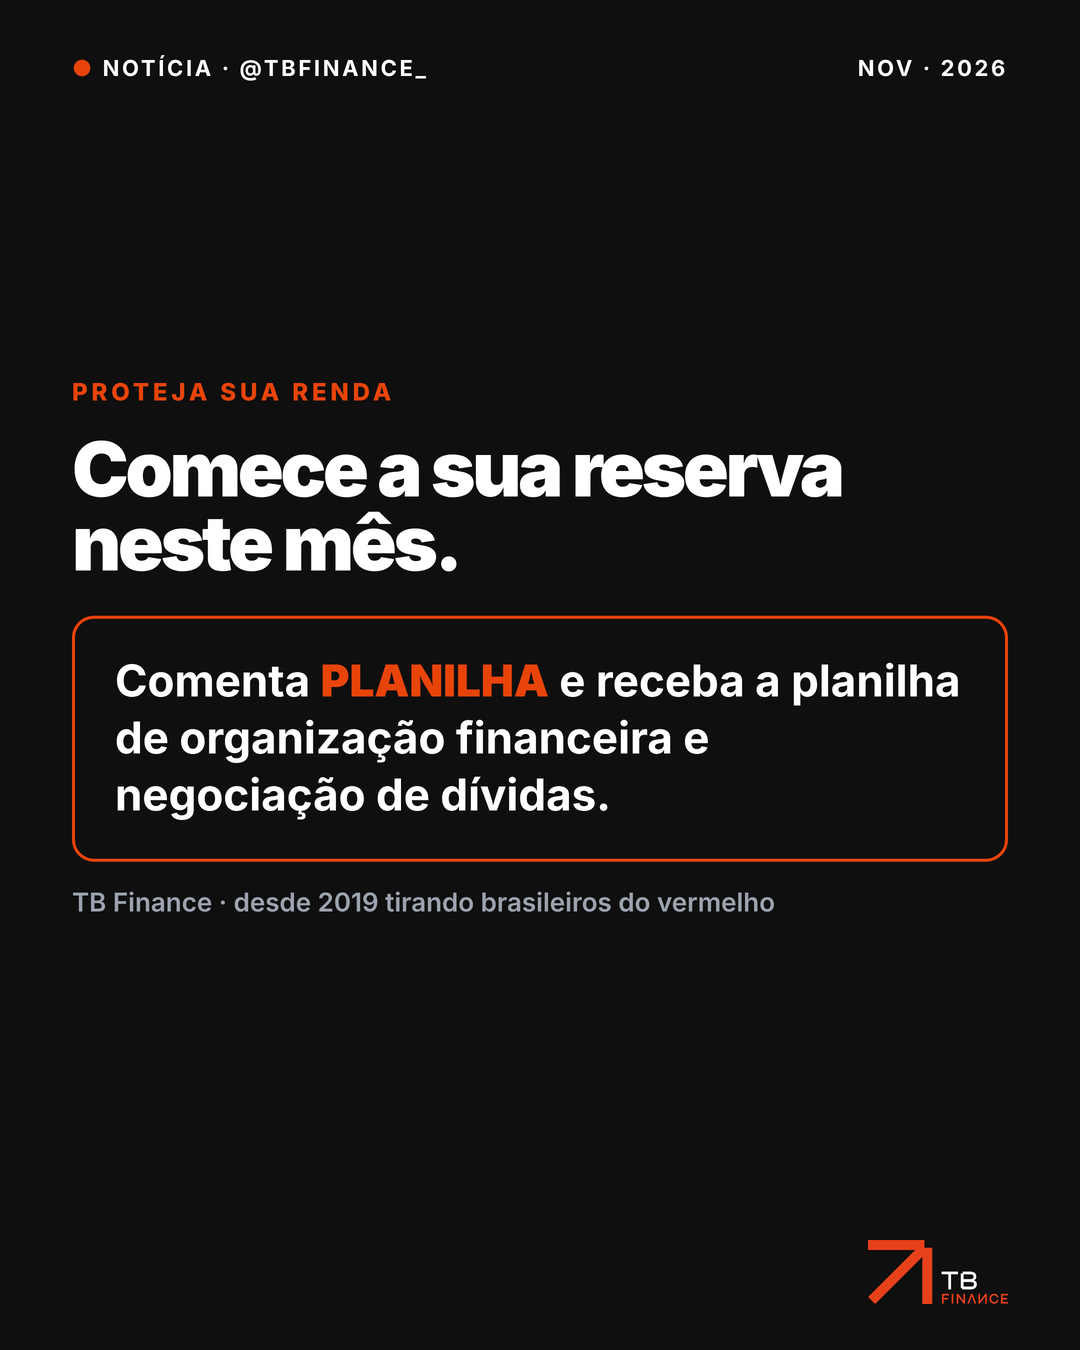 NOTÍCIA · @TBFINANCE_
NOV · 2026
PROTEJA SUA RENDA
Comece a sua reserva
neste mês.
Comenta PLANILHA e receba a planilha
de organização financeira e
negociação de dívidas.
TB Finance · desde 2019 tirando brasileiros do vermelho
TB
FINANCE